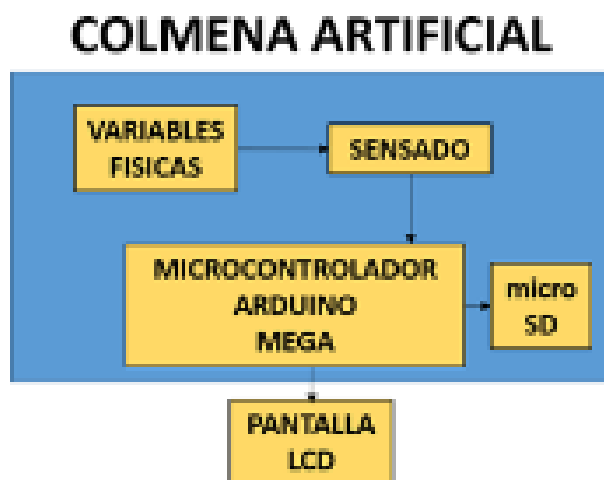 COLMENA ARTIFICIAL
VARIABLES
FISICAS
SENSADO
MICROCONTROLADOR
ARDUINO
MEGA
micro
SD
PANTALLA
LCD